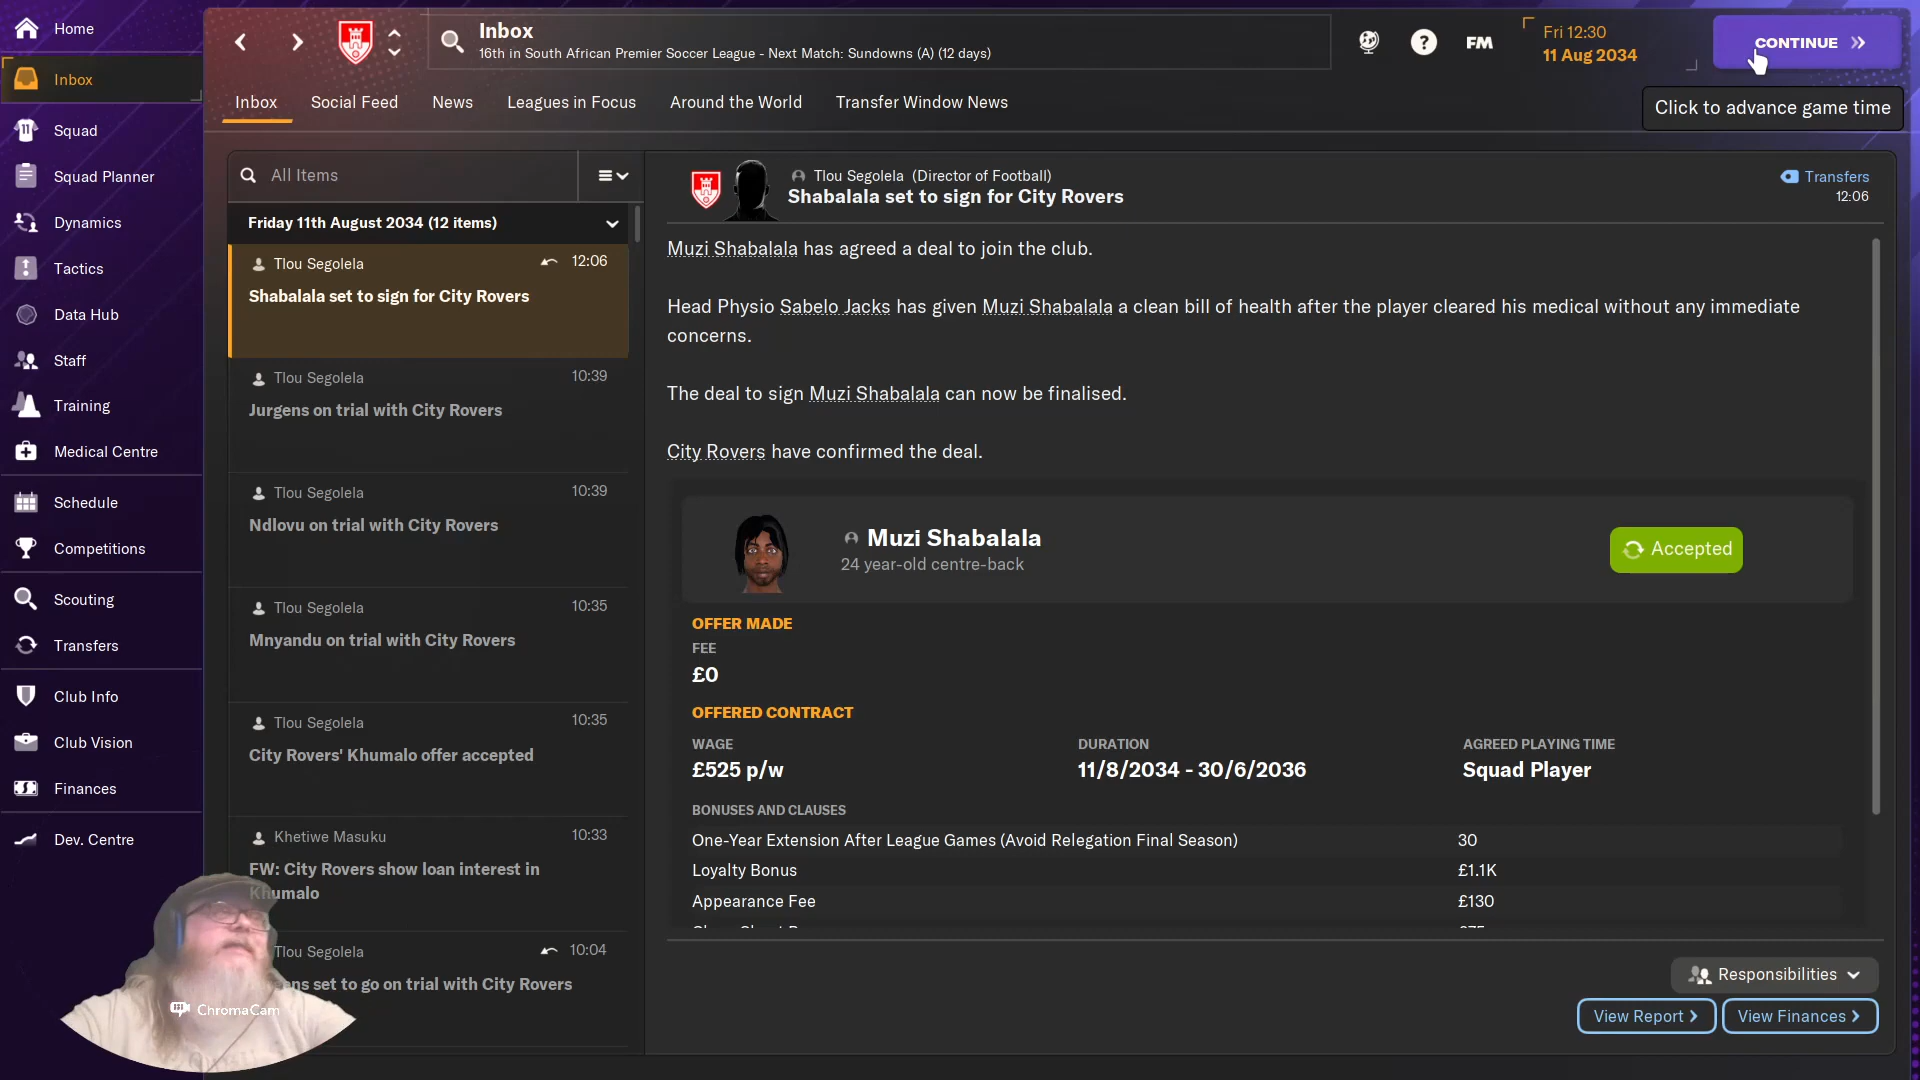 Home
Inbox
Squad
Squad Planner
Dynamics
Tactics
Data Hub
Staff
Training
Medical Centre
Schedule
Competitions
Scouting
Transfers
Club Info
Club Vision
Finances
Dev. Centre
Inbox
16th in South African Premier Soccer League - Next Match: Sundowns (A) (12 days)
FM
Fri 12:30
11 Aug 2034
CONTINUE
Click to advance game time
Inbox Social Feed News Leagues in Focus Around the World Transfer Window News
All Items
Friday 11th August 2034 (12 items)
Tlou Segolela 12:06
Shabalala set to sign for City Rovers
Tlou Segolela 10:39
Jurgens on trial with City Rovers
Tlou Segolela 10:39
Ndlovu on trial with City Rovers
Tlou Segolela 10:35
Mnyandu on trial with City Rovers
Tlou Segolela 10:35
City Rovers' Khumalo offer accepted
Khetiwe Masuku 10:33
FW: City Rovers show loan interest in
Khumalo
Tlou Segolela 10:04
set to go on trial with City Rovers
ChromaCam
Tlou Segolela (Director of Football)
Shabalala set to sign for City Rovers
Transfers
12:06
Muzi Shabalala has agreed a deal to join the club.
Head Physio Sabelo Jacks has given Muzi Shabalala a clean bill of health after the player cleared his medical without any immediate
concerns.
The deal to sign Muzi Shabalala can now be finalised.
City Rovers have confirmed the deal.
Muzi Shabalala
24 year-old centre-back
Accepted
OFFER MADE
FEE
£0
OFFERED CONTRACT
WAGE DURATION AGREED PLAYING TIME
£525 p/w 11/8/2034 - 30/6/2036 Squad Player
BONUSES AND CLAUSES
One-Year Extension After League Games (Avoid Relegation Final Season) 30
Loyalty Bonus £1.1K
Appearance Fee £130
Responsibilities
View Report View Finances